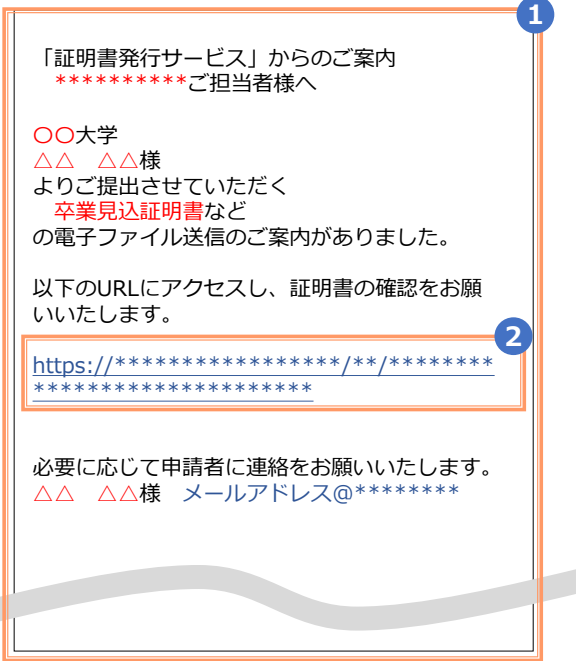 1
「証明書発行サービス」からのご案内
**********ご担当者様へ
〇〇大学
△△　△△様
よりご提出させていただく
卒業見込証明書など
の電子ファイル送信のご案内がありました。
以下のURLにアクセスし、証明書の確認をお願
いいたします。
2
https://*****************/**/********
*********************
必要に応じて申請者に連絡をお願いいたします。
△△　△△様　メールアドレス@********